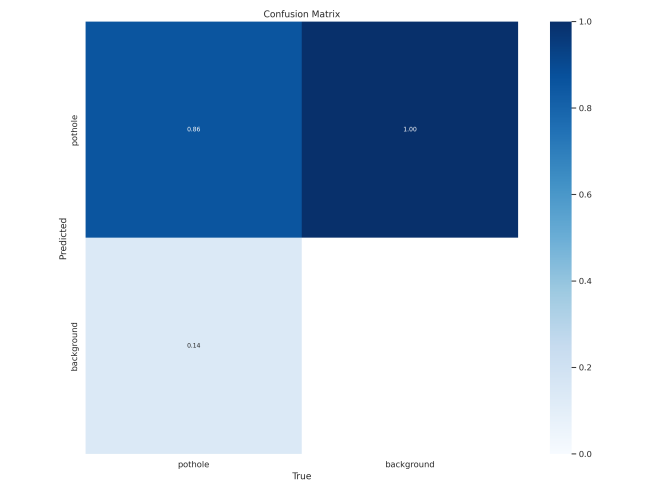 Confusion Matrix
1.0
pothole
0.86
1.00
0.8
0.6
Predicted
0.4
background
0.14
0.2
0.0
pothole
background
True